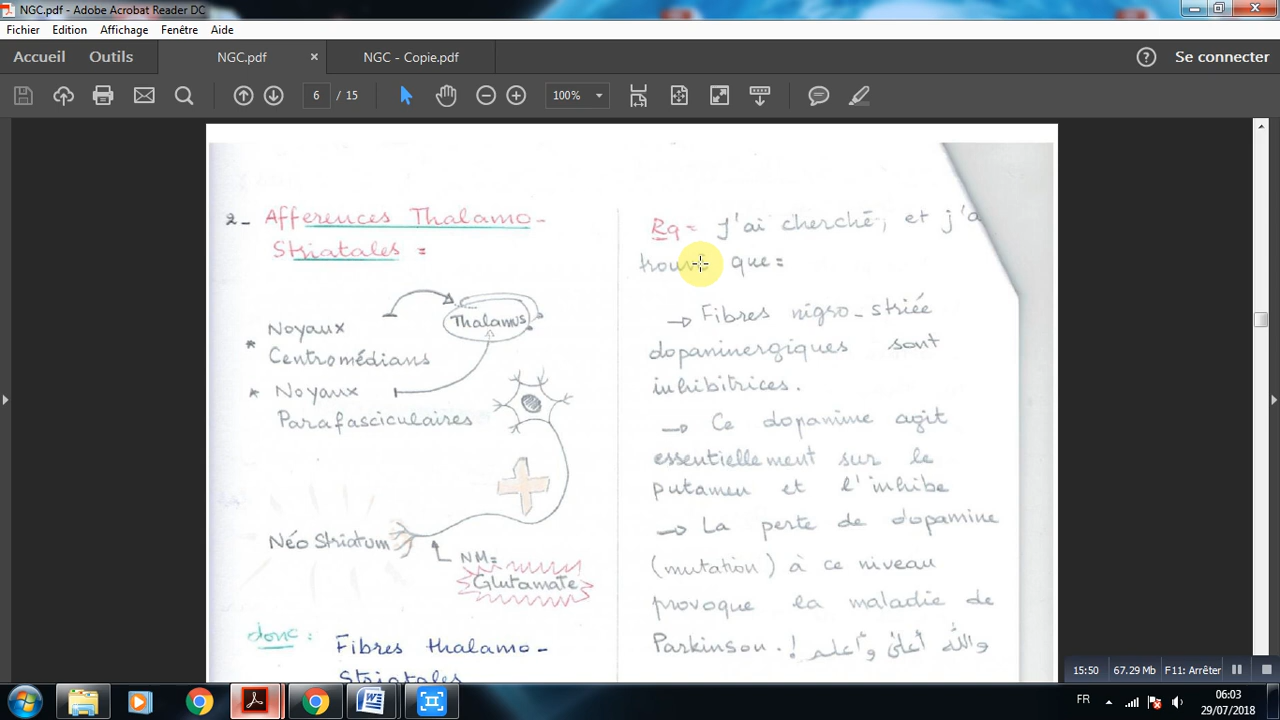 NGC.pdf - Adobe Acrobat Reader DC
Fichier Edition Affichage Fenêtre Aide
Accueil Outils NGC.pdf × NGC - Copie.pdf ? Se connecter
6 / 15 100%
2- Afferences Thalamo-
Striatales =
Thalamus
* Noyaux
Centromédians
* Noyaux
Parafasciculaires
Néo Striatum
NM=
Glutamate
donc :
Fibres thalamo-
Striatales
Rq= J'ai cherché, et j'a
trouvé que =
→ Fibres nigro-striée
dopaninergiques sont
inhibitrices.
→ Ce dopamine agit
essentiellement sur le
putamen et l'inhibe
→ La perte de dopamine
(mutation) à ce niveau
provoque la maladie de
Parkinson. والله أعلى وأعلم !
15:50 67.29 Mb F11: Arrêter
FR 06:03
29/07/2018